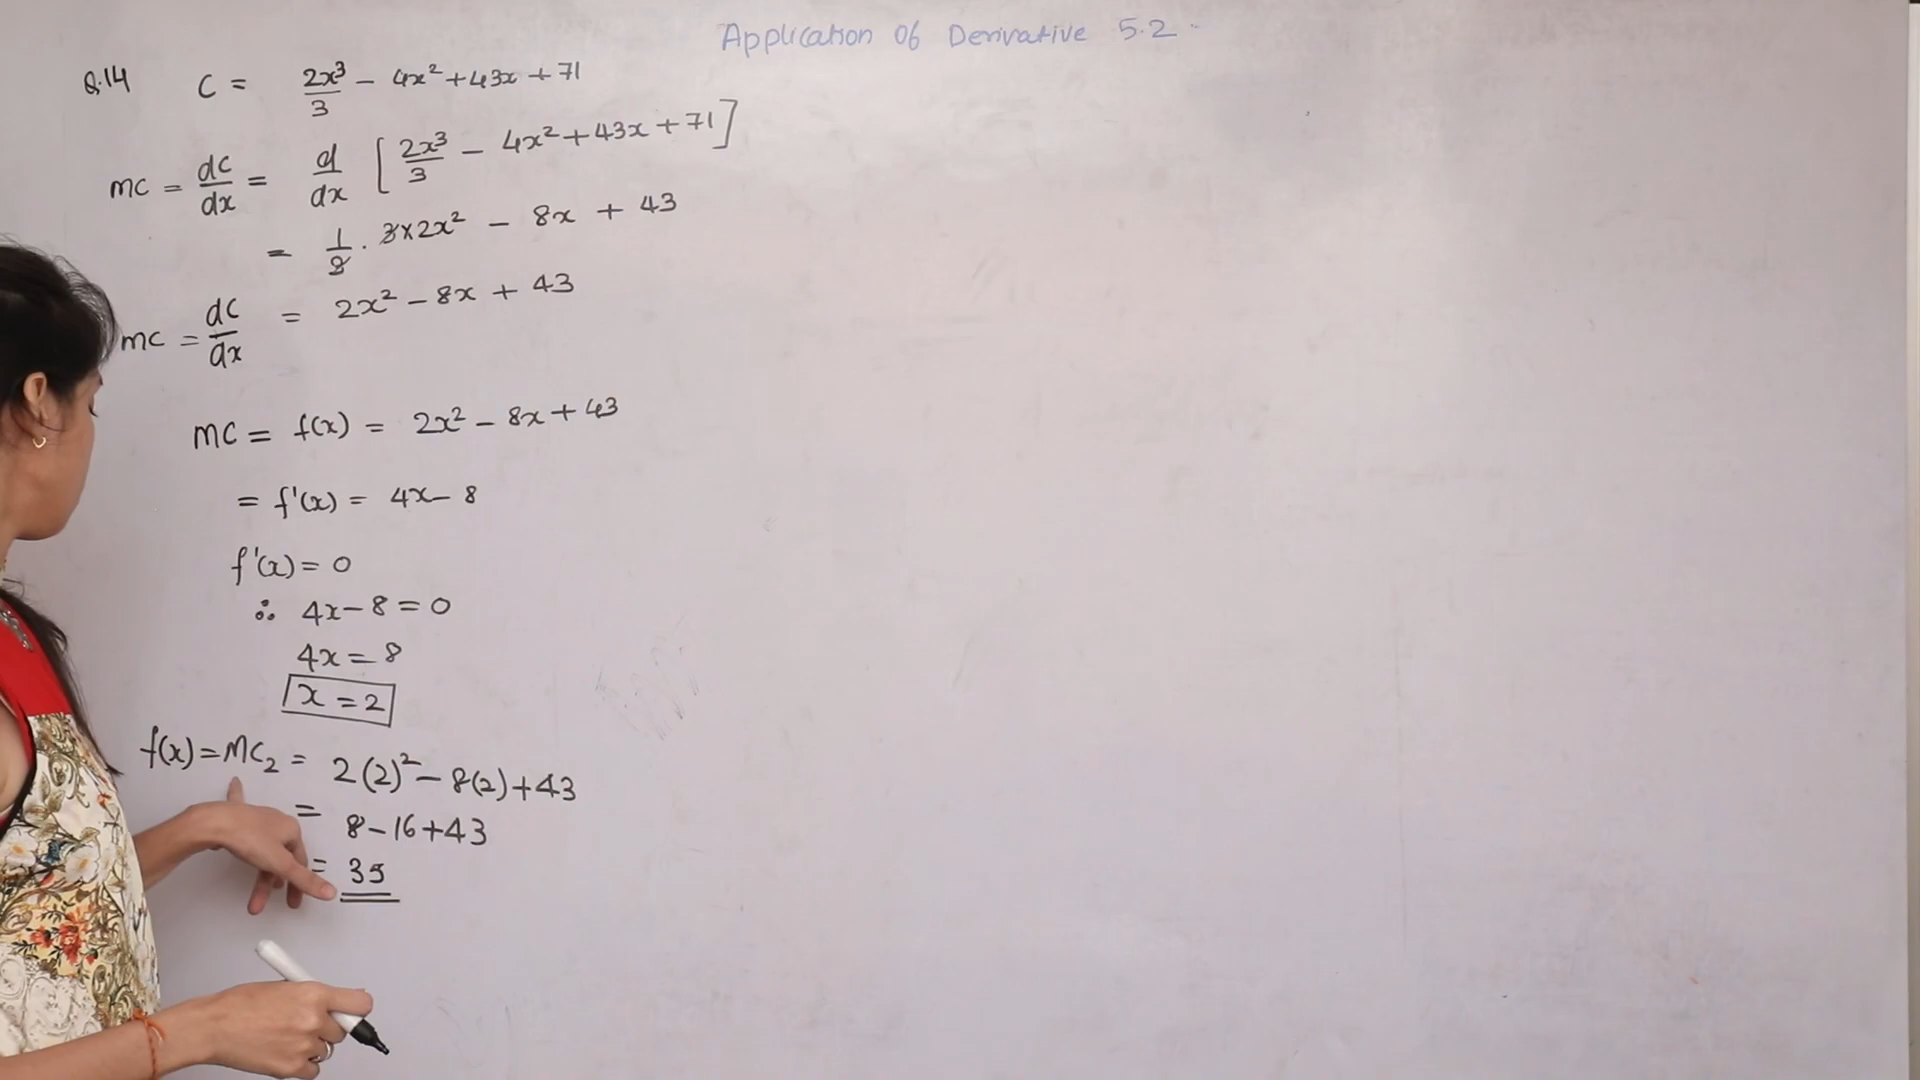 Application Of Derivative 5.2
Q.14 C = 2x³/3 - 4x² + 43x + 71
mc = dc/dx = d/dx [2x³/3 - 4x² + 43x + 71]
= 1/3 . 3×2x² - 8x + 43
mc = dc/dx = 2x² - 8x + 43
MC = f(x) = 2x² - 8x + 43
= f'(x) = 4x - 8
f'(x) = 0
∴ 4x - 8 = 0
4x = 8
x = 2
f(x) = MC₂ = 2(2)² - 8(2) + 43
= 8 - 16 + 43
= 35